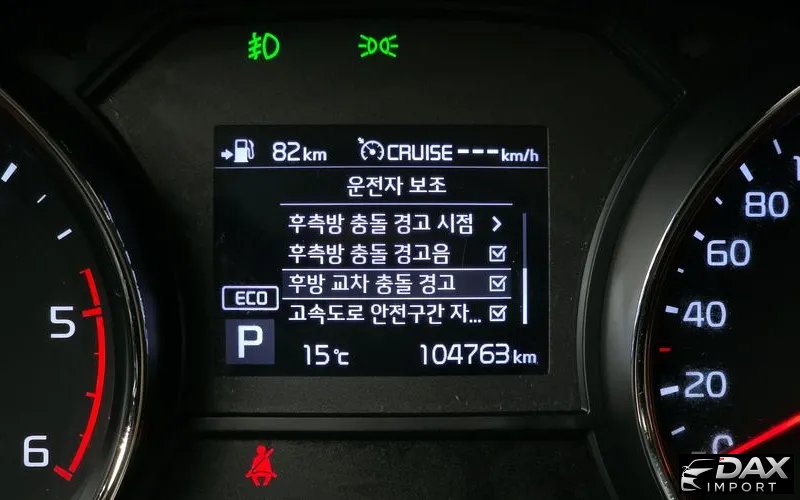 82km CRUISE---km/h
운전자 보조
후측방 충돌 경고 시점
후측방 충돌 경고음
후방 교차 충돌 경고
고속도로 안전구간 자...
ECO
P
15℃ 104763km
5
6
80
60
40
20
0
DAX
IMPORT